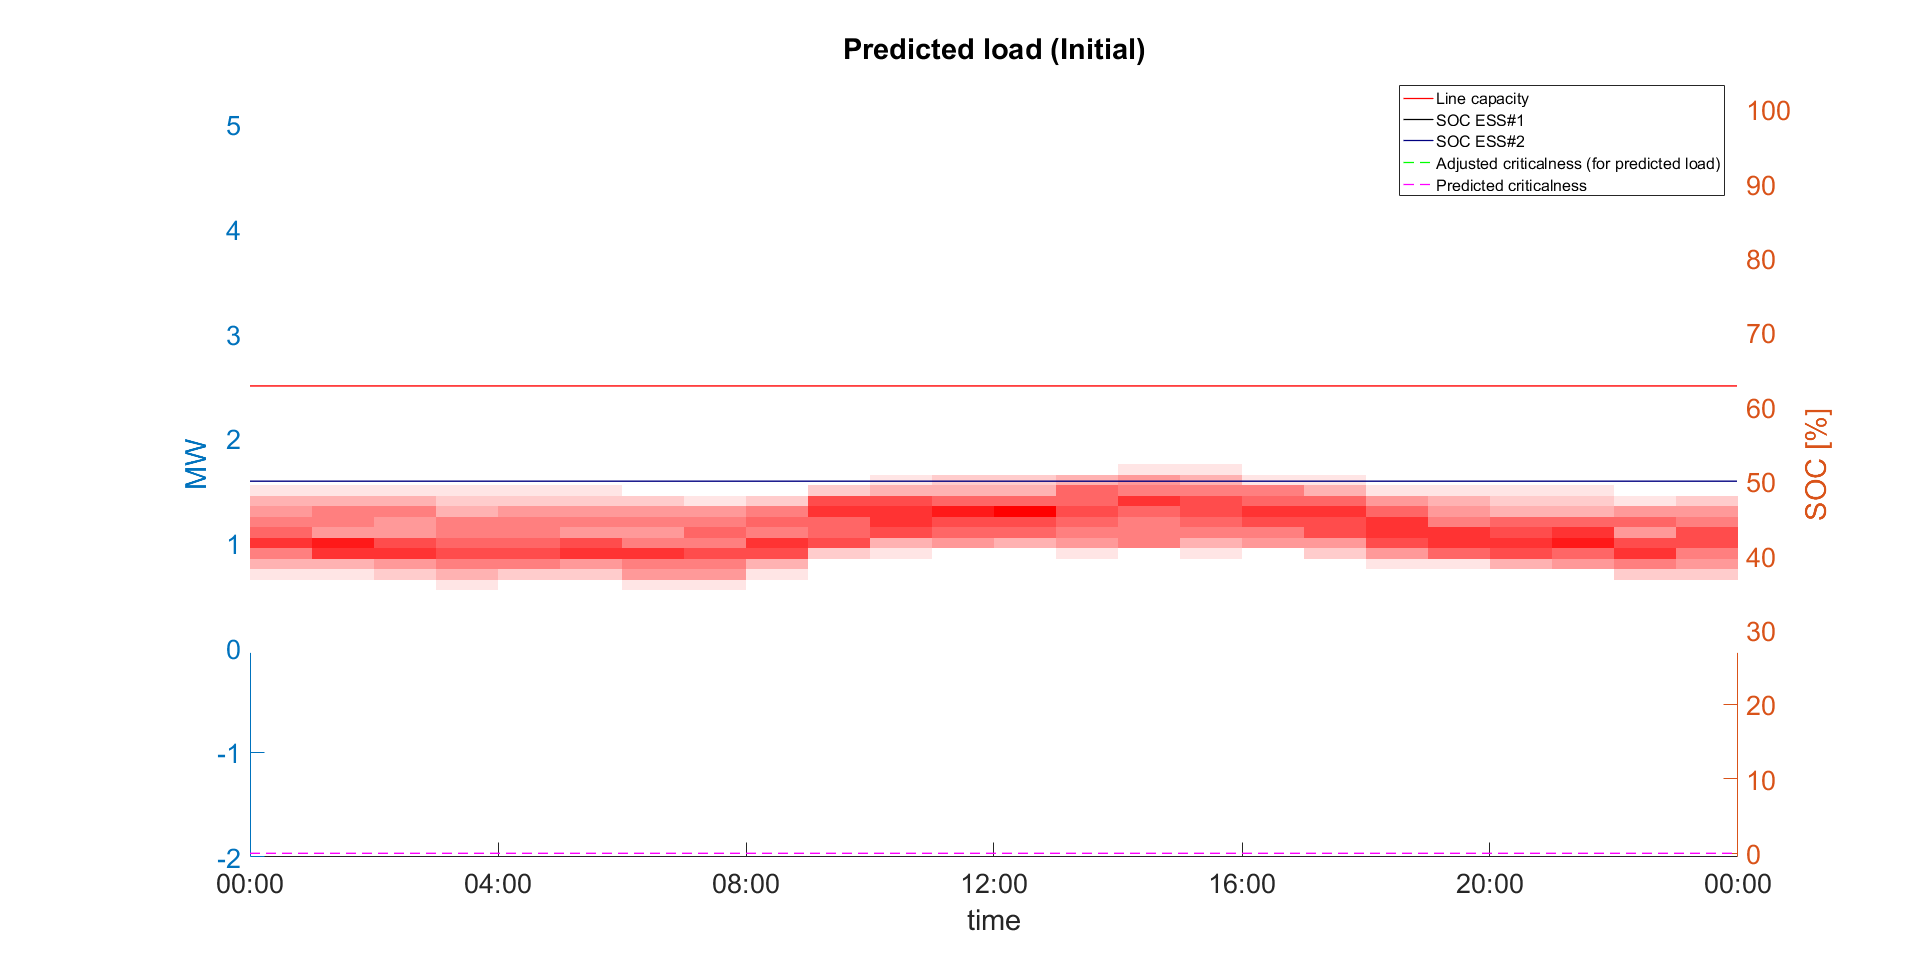 Predicted load (Initial)
Line capacity
SOC ESS#1
SOC ESS#2
Adjusted criticalness (for predicted load)
Predicted criticalness
5
4
3
2
1
0
-1
-2
MW
100
90
80
70
60
50
40
30
20
10
0
SOC [%]
00:00 04:00 08:00 12:00 16:00 20:00 00:00
time